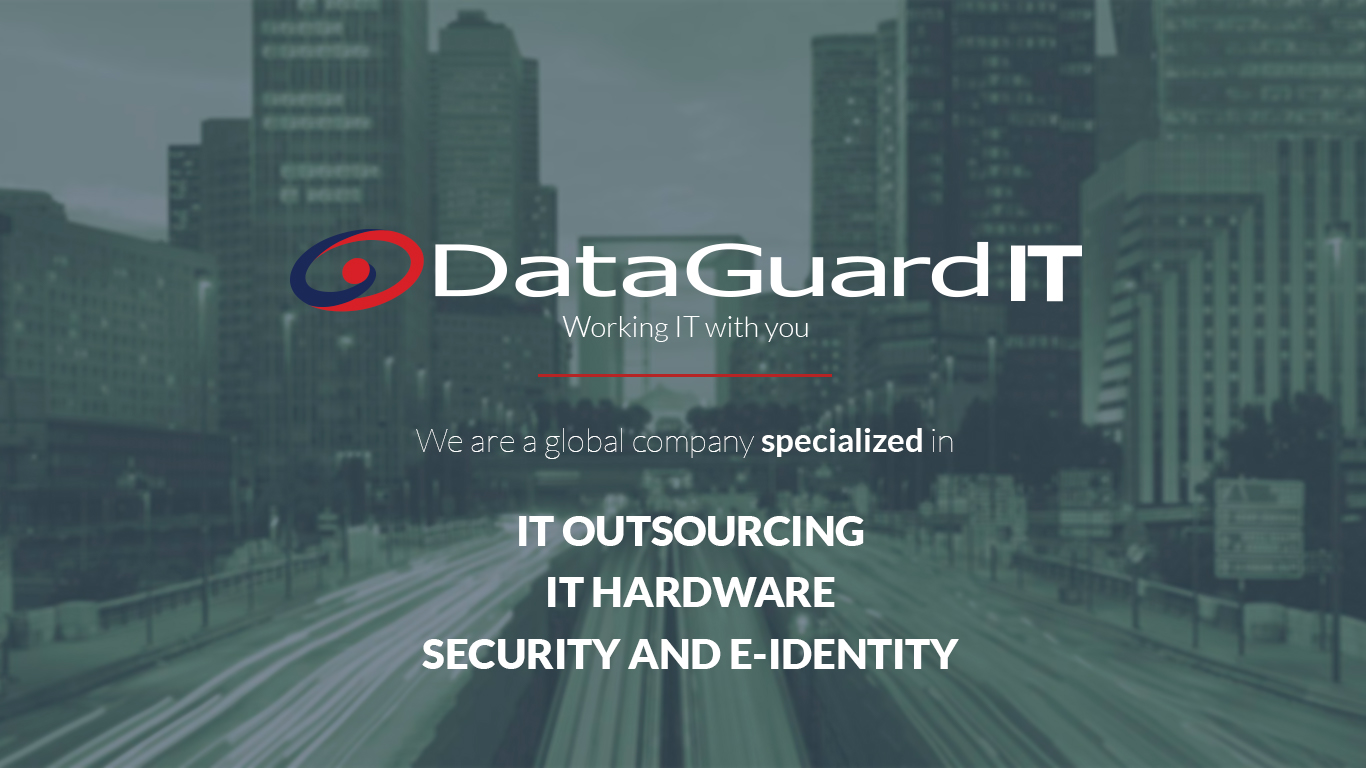 DataGuard IT
Working IT with you
We are a global company specialized in
IT OUTSOURCING
IT HARDWARE
SECURITY AND E-IDENTITY